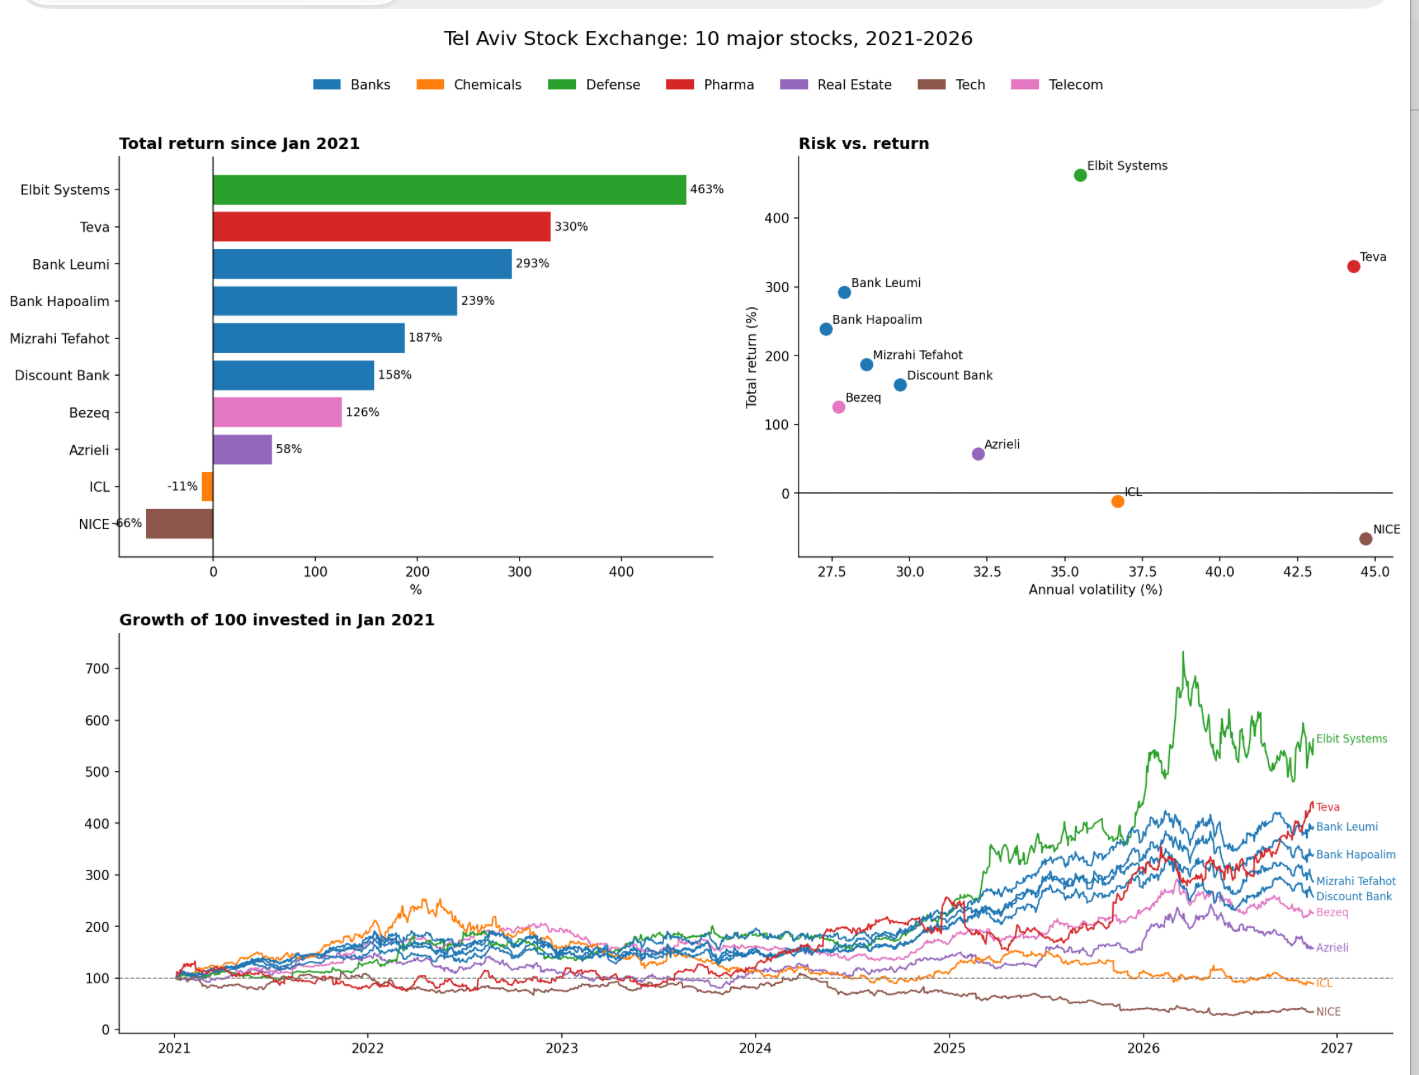 Tel Aviv Stock Exchange: 10 major stocks, 2021-2026
Banks Chemicals Defense Pharma Real Estate Tech Telecom
Total return since Jan 2021
Elbit Systems 463%
Teva 330%
Bank Leumi 293%
Bank Hapoalim 239%
Mizrahi Tefahot 187%
Discount Bank 158%
Bezeq 126%
Azrieli 58%
ICL -11%
NICE -66%
0 100 200 300 400
%
Risk vs. return
Total return (%)
400
300
200
100
0
Elbit Systems
Teva
Bank Leumi
Bank Hapoalim
Mizrahi Tefahot
Discount Bank
Bezeq
Azrieli
ICL
NICE
27.5 30.0 32.5 35.0 37.5 40.0 42.5 45.0
Annual volatility (%)
Growth of 100 invested in Jan 2021
700
600
500
400
300
200
100
0
Elbit Systems
Teva
Bank Leumi
Bank Hapoalim
Mizrahi Tefahot
Discount Bank
Bezeq
Azrieli
ICL
NICE
2021 2022 2023 2024 2025 2026 2027